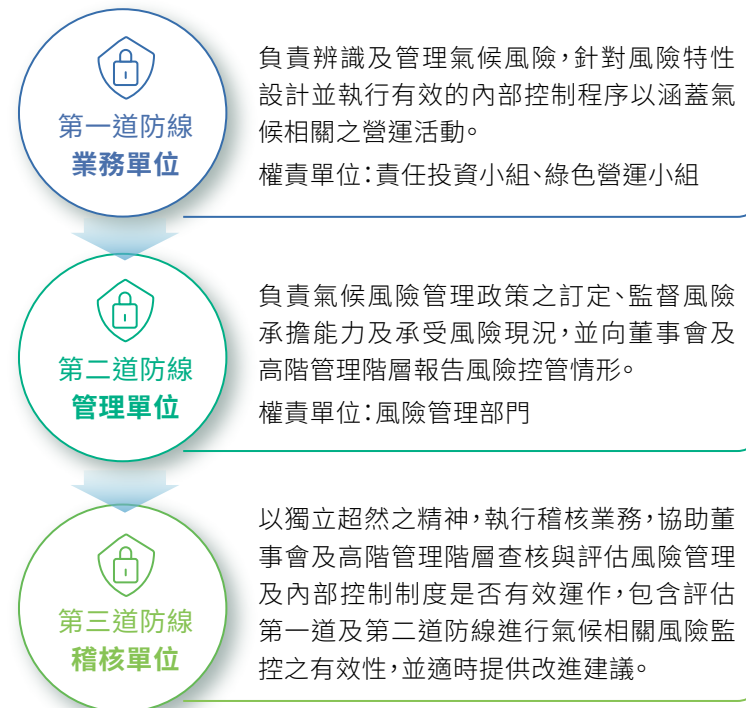 第一道防線
業務單位
負責辨識及管理氣候風險,針對風險特性
設計並執行有效的內部控制程序以涵蓋氣
候相關之營運活動。
權責單位:責任投資小組、綠色營運小組
第二道防線
管理單位
負責氣候風險管理政策之訂定、監督風險
承擔能力及承受風險現況,並向董事會及
高階管理階層報告風險控管情形。
權責單位:風險管理部門
第三道防線
稽核單位
以獨立超然之精神,執行稽核業務,協助董
事會及高階管理階層查核與評估風險管理
及內部控制制度是否有效運作,包含評估
第一道及第二道防線進行氣候相關風險監
控之有效性,並適時提供改進建議。